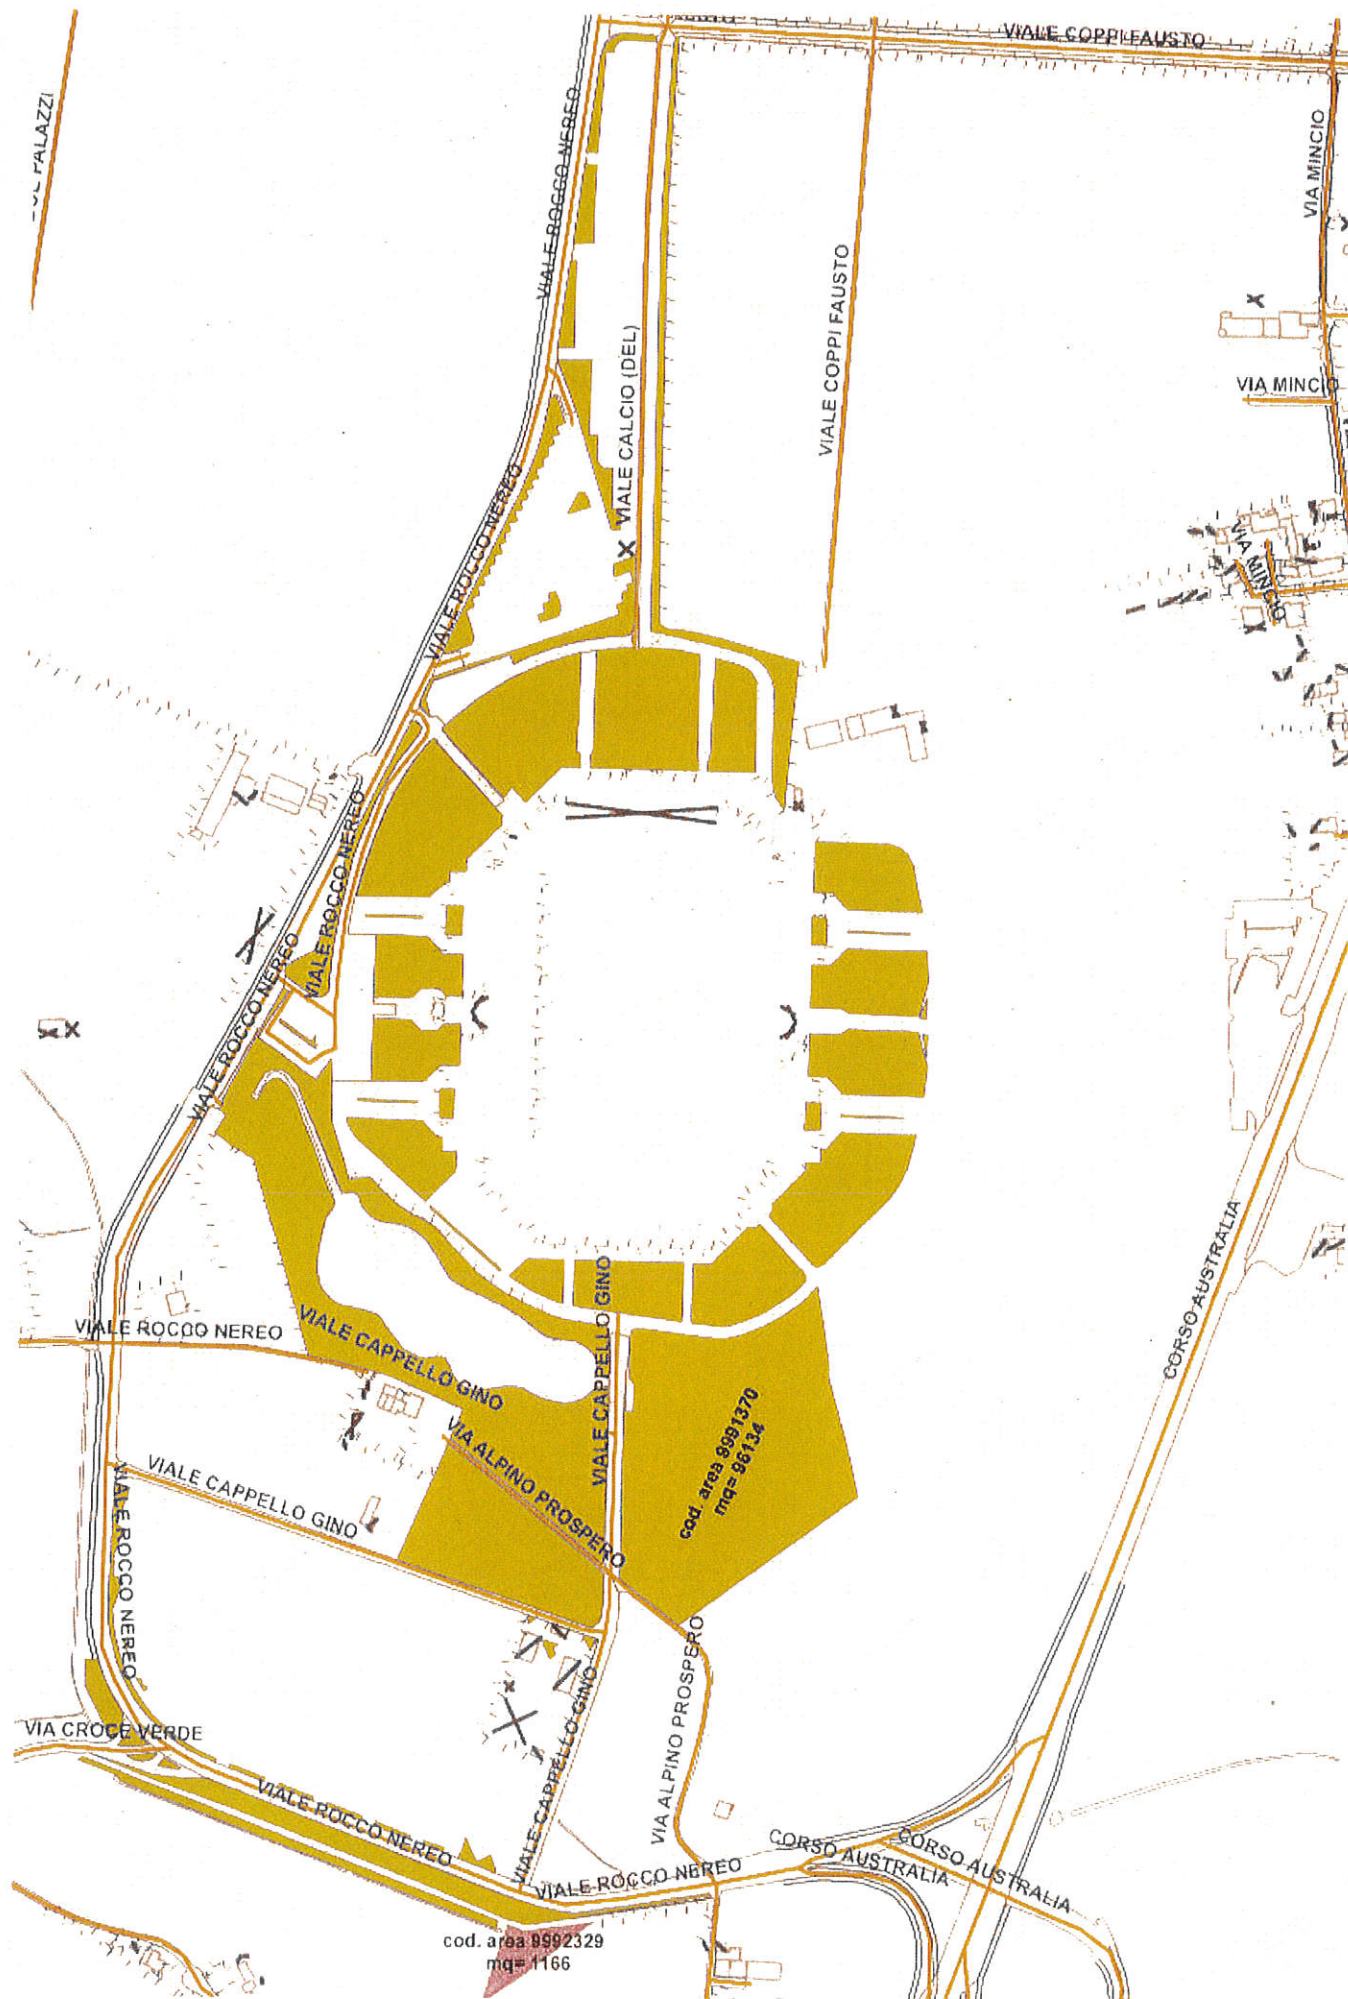 VIALE COPPI FAUSTO
PALAZZI
VIALE ROCCO NEREO
VIA MINCIO
VIALE COPPI FAUSTO
VIALE CALCIO (DEL)
VIA MINCIO
VIALE ROCCO NEREO
VIA MINCIO
VIALE ROCCO NEREO
VIALE ROCCO NEREO
VIALE ROCCO NEREO
CORSO AUSTRALIA
VIALE ROCCO NEREO
VIALE CAPPELLO GINO
VIALE CAPPELLO GINO
cod. area 9991370
mq= 96134
VIA ALPINO PROSPERO
VIALE CAPPELLO GINO
VIALE ROCCO NEREO
VIA ALPINO PROSPERO
VIALE CAPPELLO GINO
VIA CROCE VERDE
VIALE ROCCO NEREO
CORSO AUSTRALIA
CORSO AUSTRALIA
VIALE ROCCO NEREO
cod. area 9992329
mq= 1166